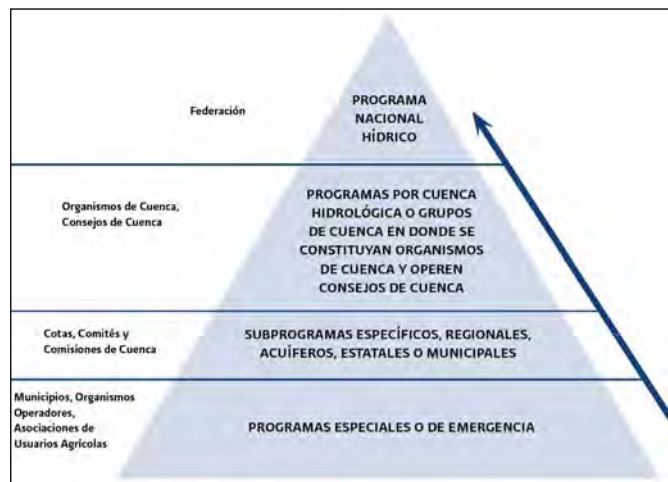 Federación
PROGRAMA
NACIONAL
HÍDRICO
Organismos de Cuenca,
Consejos de Cuenca
PROGRAMAS POR CUENCA
HIDROLÓGICA O GRUPOS
DE CUENCA EN DONDE SE
CONSTITUYAN ORGANISMOS
DE CUENCA Y OPEREN
CONSEJOS DE CUENCA
Cotas, Comités y
Comisiones de Cuenca
SUBPROGRAMAS ESPECÍFICOS, REGIONALES,
ACUÍFEROS, ESTATALES O MUNICIPALES
Municipios, Organismos
Operadores,
Asociaciones de
Usuarios Agrícolas
PROGRAMAS ESPECIALES O DE EMERGENCIA